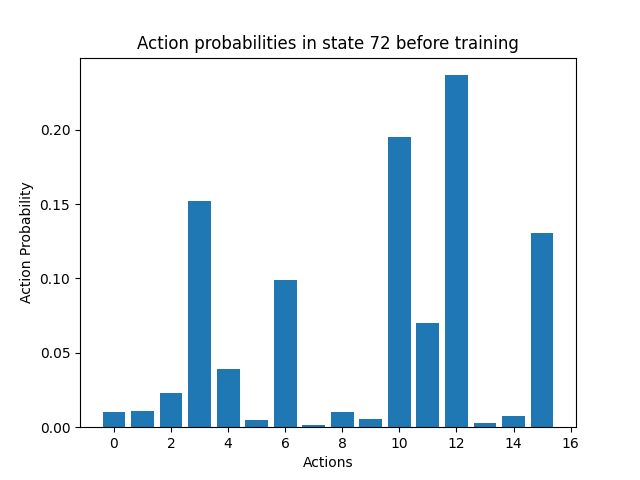 Action probabilities in state 72 before training
Action Probability
0.20
0.15
0.10
0.05
0.00
0 2 4 6 8 10 12 14 16
Actions